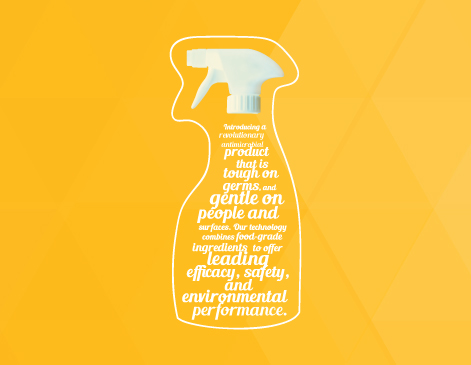 Introducing a
revolutionary
antimicrobial
product
that is
tough on
germs, and
gentle on
people and
surfaces. Our technology
combines food-grade
ingredients to offer
leading
efficacy, safety,
and
environmental
performance.